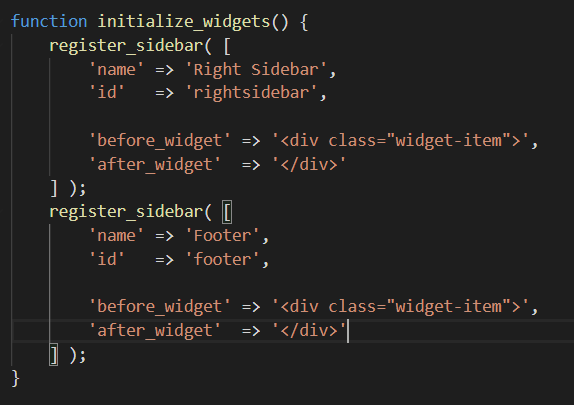 function initialize_widgets() {
    register_sidebar( [
        'name' => 'Right Sidebar',
        'id'   => 'rightsidebar',

        'before_widget' => '<div class="widget-item">',
        'after_widget'  => '</div>'
    ] );
    register_sidebar( [
        'name' => 'Footer',
        'id'   => 'footer',

        'before_widget' => '<div class="widget-item">',
        'after_widget'  => '</div>'
    ] );
}